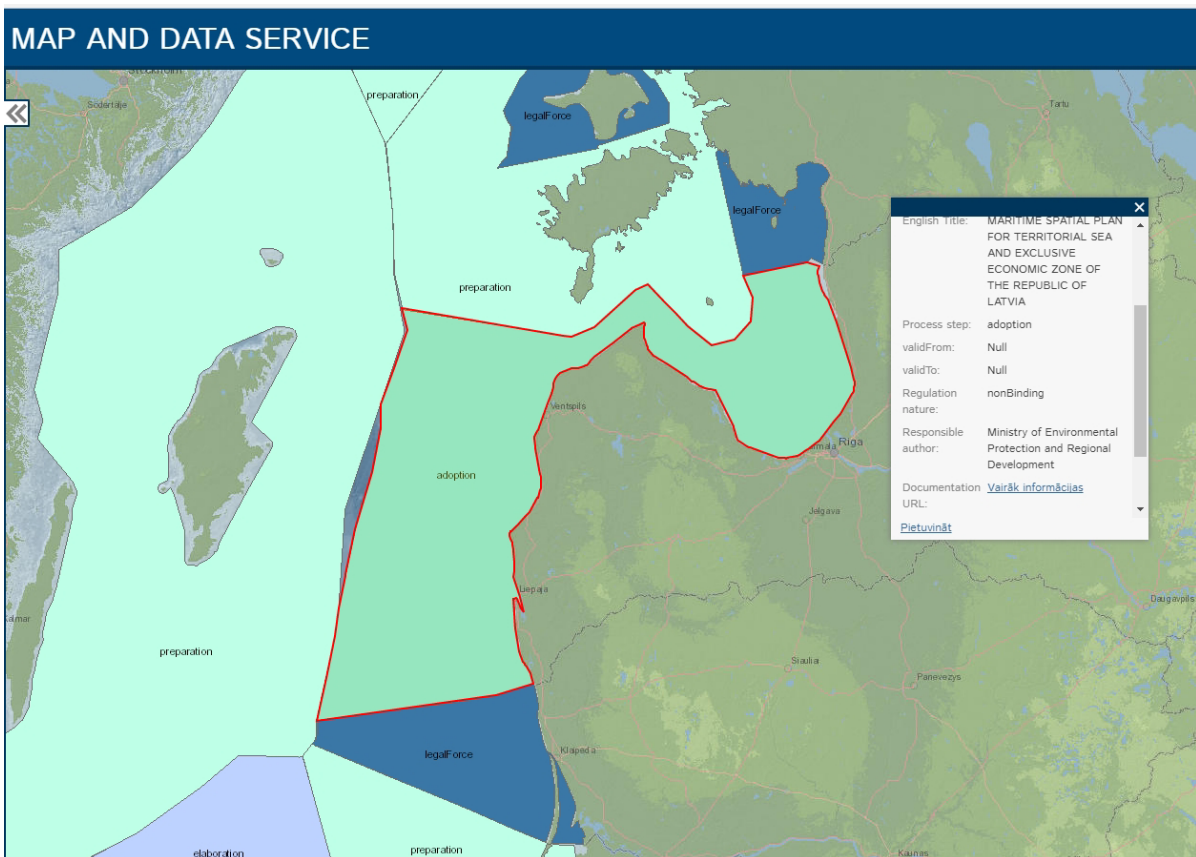 MAP AND DATA SERVICE
Stockholm
Sodertälje
preparation
legalForce
Tartu
legalForce
preparation
English Title: MARITIME SPATIAL PLAN
FOR TERRITORIAL SEA
AND EXCLUSIVE
ECONOMIC ZONE OF
THE REPUBLIC OF
LATVIA
Process step: adoption
validFrom: Null
validTo: Null
Regulation nonBinding
nature:
Responsible Ministry of Environmental
author: Protection and Regional
Development
Documentation Vairāk informācijas
URL:
Pietuvināt
Ventspils
Riga
adoption
Jelgava
Liepaja
Daugavpils
preparation
Siauliai
Panevezys
legalForce
Klaipeda
elaboration
preparation
Kaunas